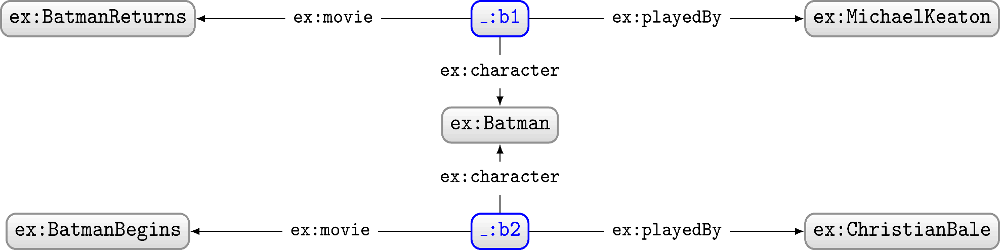 ex:BatmanReturns ex:movie _:b1 ex:playedBy ex:MichaelKeaton
ex:character
ex:Batman
ex:character
ex:BatmanBegins ex:movie _:b2 ex:playedBy ex:ChristianBale